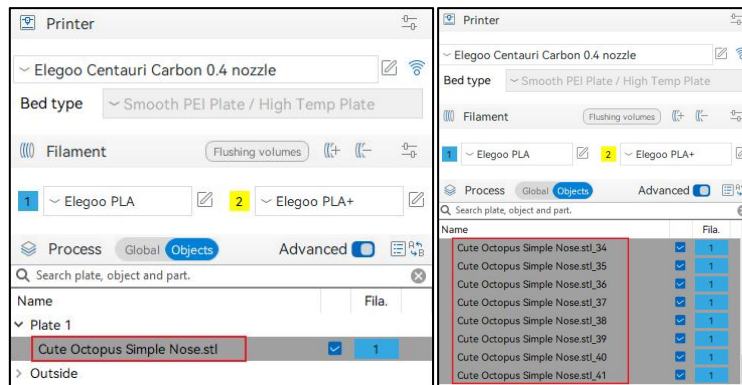 Printer
Elegoo Centauri Carbon 0.4 nozzle
Bed type Smooth PEI Plate / High Temp Plate
Filament Flushing volumes
1 Elegoo PLA 2 Elegoo PLA+
Process Global Objects Advanced
Search plate, object and part.
Name Fila.
Plate 1
Cute Octopus Simple Nose.stl 1
Outside
Printer
Elegoo Centauri Carbon 0.4 nozzle
Bed type Smooth PEI Plate / High Temp Plate
Filament Flushing volumes
1 Elegoo PLA 2 Elegoo PLA+
Process Global Objects Advanced
Search plate, object and part.
Name Fila.
Cute Octopus Simple Nose.stl_34 1
Cute Octopus Simple Nose.stl_35 1
Cute Octopus Simple Nose.stl_36 1
Cute Octopus Simple Nose.stl_37 1
Cute Octopus Simple Nose.stl_38 1
Cute Octopus Simple Nose.stl_39 1
Cute Octopus Simple Nose.stl_40 1
Cute Octopus Simple Nose.stl_41 1